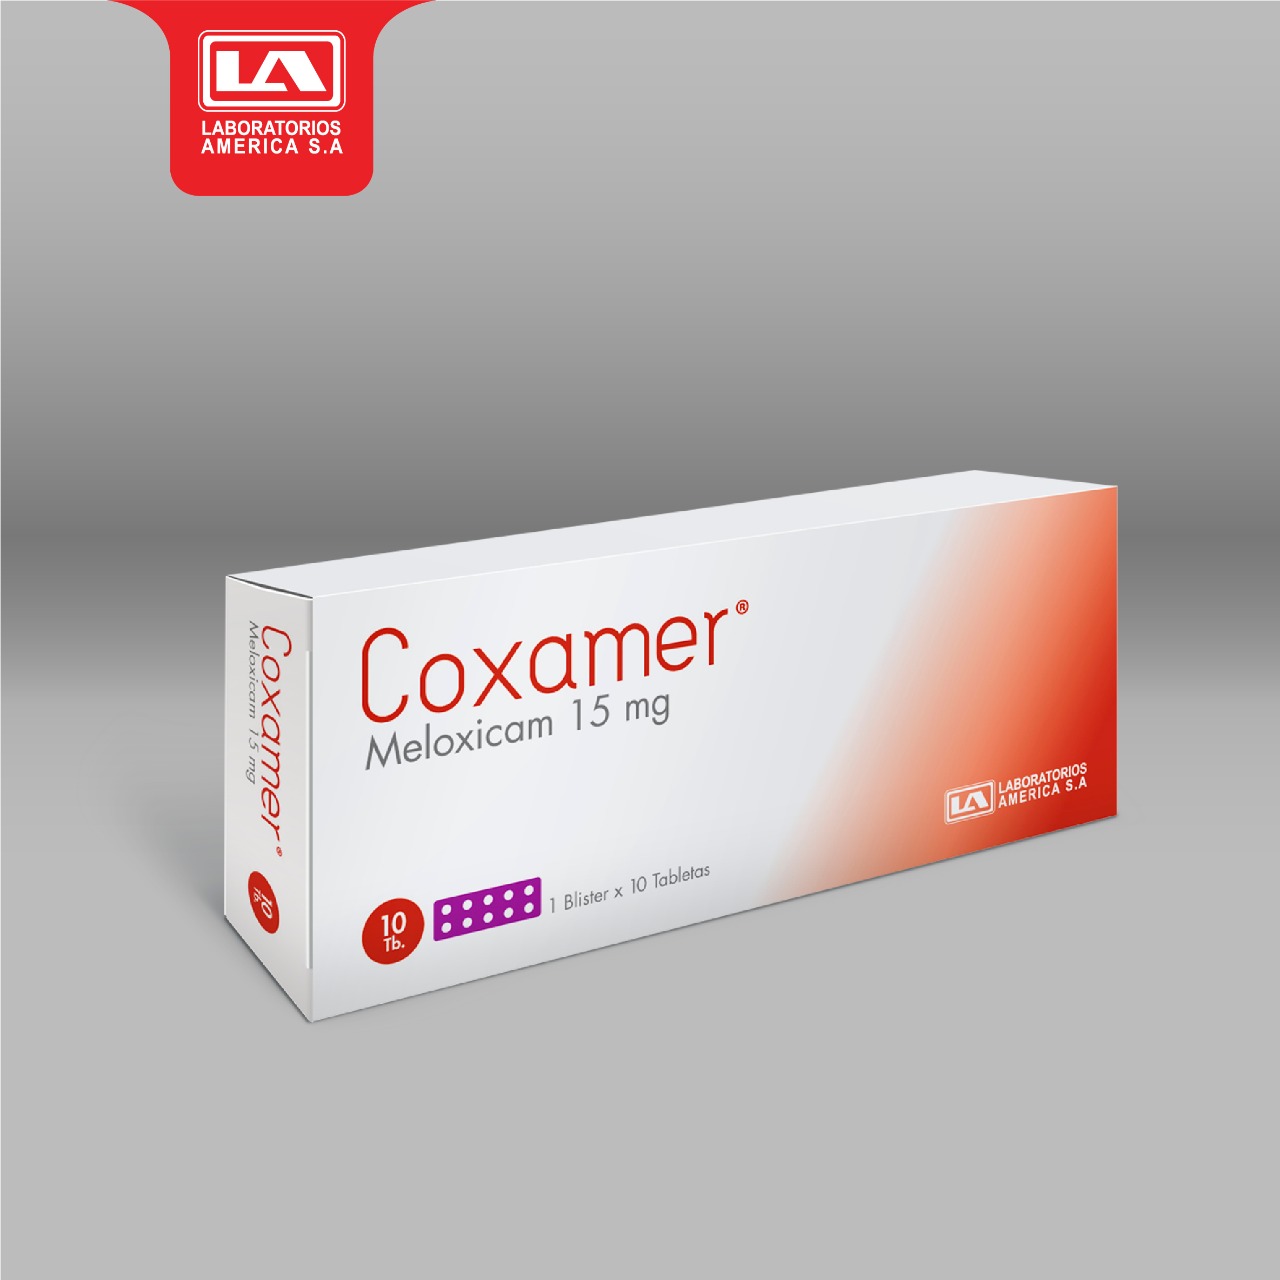 LA
LABORATORIOS
AMERICA S.A
Coxamer®
Meloxicam 15 mg
10
Tb.
Coxamer®
Meloxicam 15 mg
10
Tb.
1 Blister x 10 Tabletas
LA
LABORATORIOS
AMERICA S.A